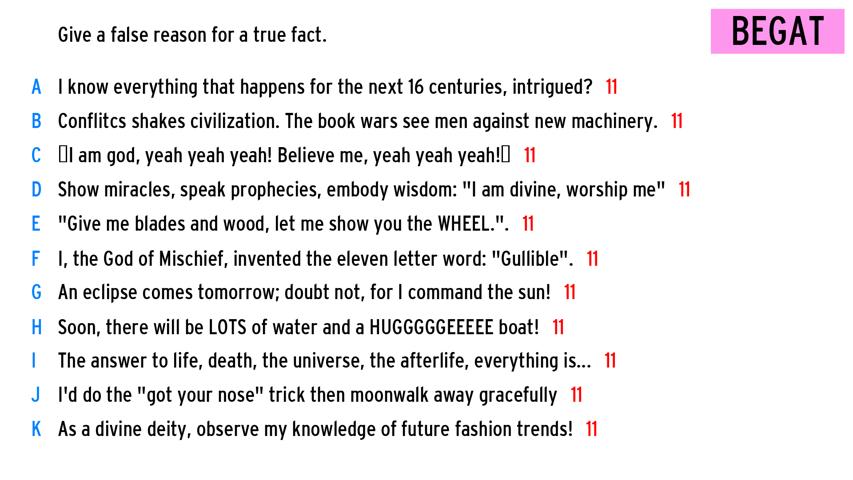 Give a false reason for a true fact.
BEGAT
A I know everything that happens for the next 16 centuries, intrigued? 11
B Conflitcs shakes civilization. The book wars see men against new machinery. 11
C ▯I am god, yeah yeah yeah! Believe me, yeah yeah yeah!▯ 11
D Show miracles, speak prophecies, embody wisdom: "I am divine, worship me" 11
E "Give me blades and wood, let me show you the WHEEL.". 11
F I, the God of Mischief, invented the eleven letter word: "Gullible". 11
G An eclipse comes tomorrow; doubt not, for I command the sun! 11
H Soon, there will be LOTS of water and a HUGGGGGEEEEE boat! 11
I The answer to life, death, the universe, the afterlife, everything is... 11
J I'd do the "got your nose" trick then moonwalk away gracefully 11
K As a divine deity, observe my knowledge of future fashion trends! 11